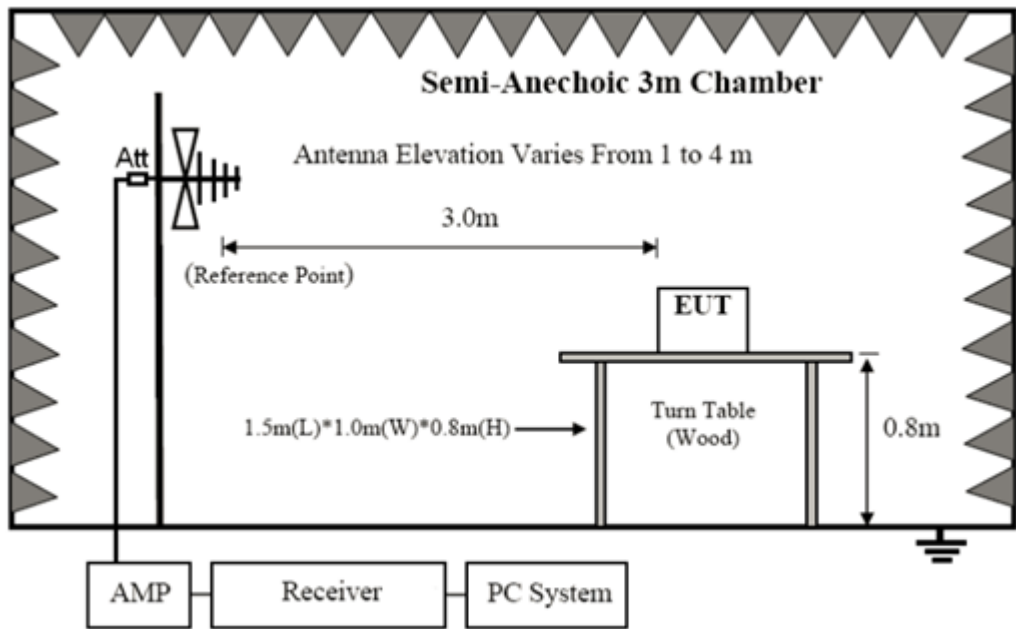 Semi-Anechoic 3m Chamber
Att
Antenna Elevation Varies From 1 to 4 m
3.0m
(Reference Point)
EUT
1.5m(L)*1.0m(W)*0.8m(H)
Turn Table
(Wood)
0.8m
AMP
Receiver
PC System